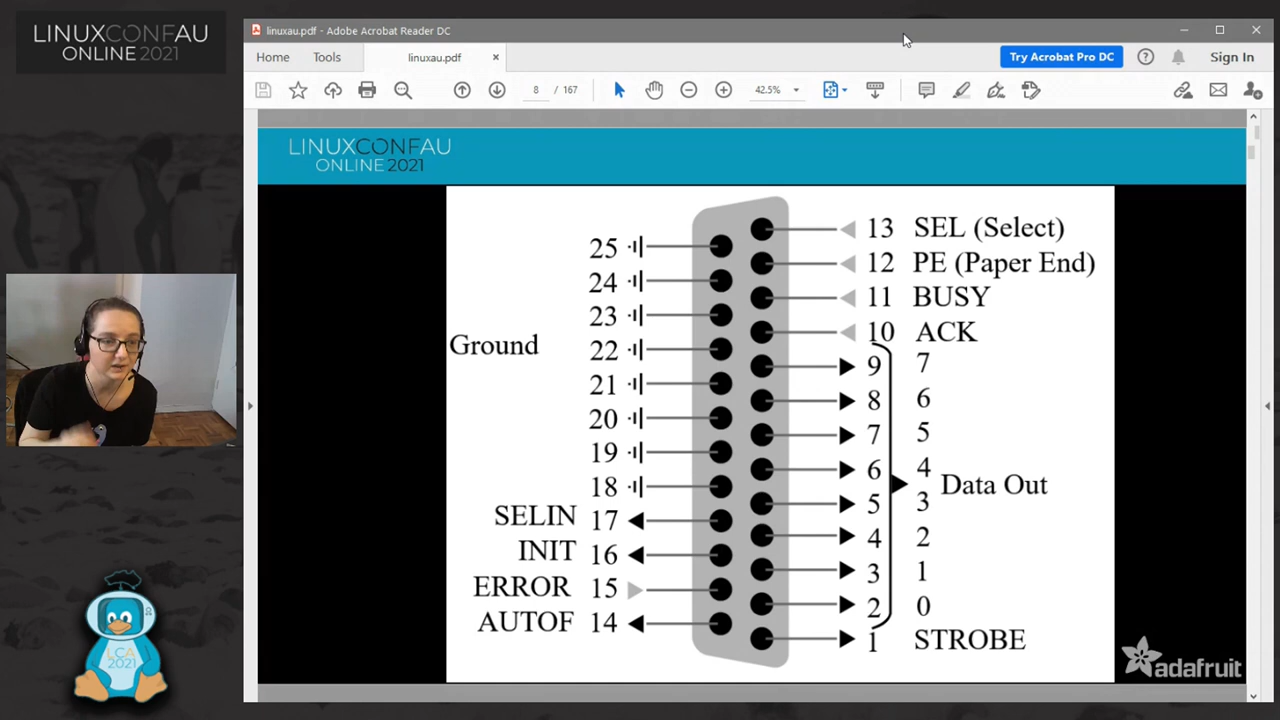 LINUXCONFAU
ONLINE 2021
linuxau.pdf - Adobe Acrobat Reader DC
Home
Tools
linuxau.pdf
Try Acrobat Pro DC
Sign In
8 / 167
42.5%
LINUXCONFAU
ONLINE 2021
13 SEL (Select)
25
12 PE (Paper End)
24
11 BUSY
23
10 ACK
Ground
22
9 7
21
8 6
20
7 5
19
6 4
Data Out
18
5 3
SELIN 17
4 2
INIT 16
3 1
ERROR 15
2 0
AUTOF 14
1 STROBE
LCA
2021
adafruit